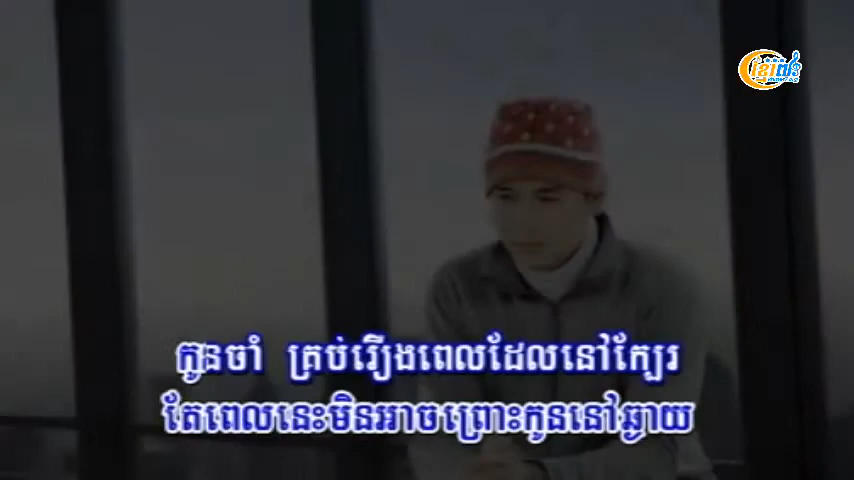 កូនចាំ គ្រប់រឿងពេលដែលនៅក្បែរ
តែពេលនេះមិនអាចព្រោះកូននៅឆ្ងាយ